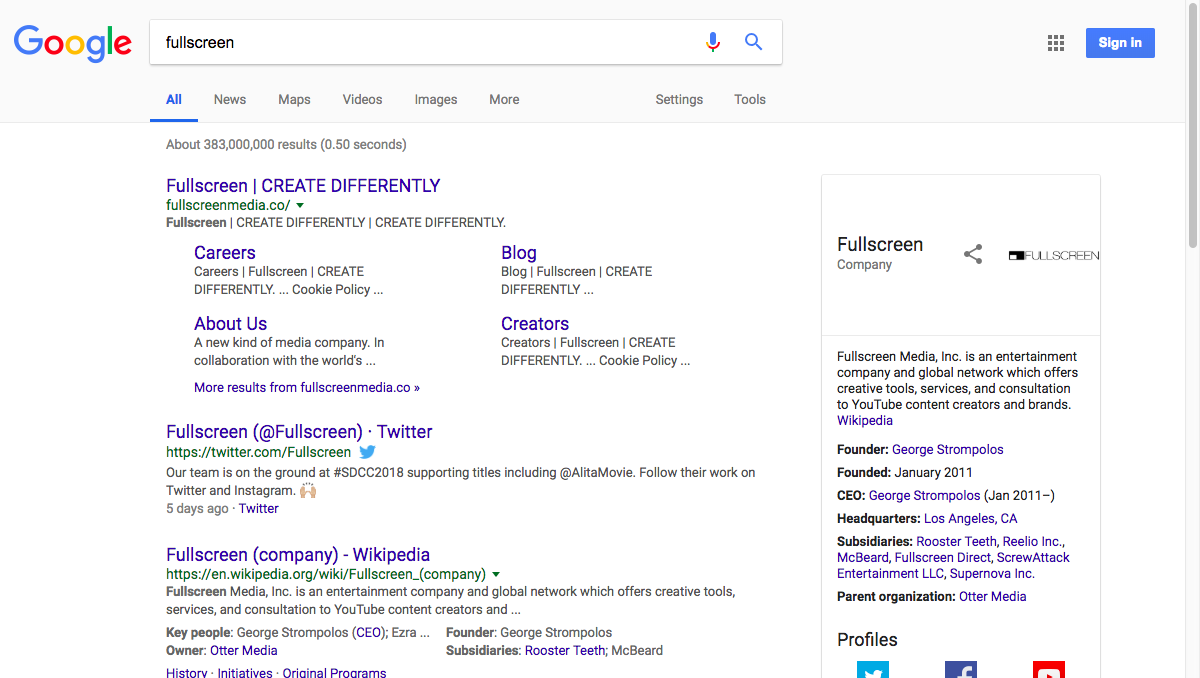 Google
fullscreen
Sign in
All News Maps Videos Images More Settings Tools
About 383,000,000 results (0.50 seconds)
Fullscreen | CREATE DIFFERENTLY
fullscreenmedia.co/
Fullscreen | CREATE DIFFERENTLY | CREATE DIFFERENTLY.
Careers
Careers | Fullscreen | CREATE
DIFFERENTLY. ... Cookie Policy ...
Blog
Blog | Fullscreen | CREATE
DIFFERENTLY ...
About Us
A new kind of media company. In
collaboration with the world's ...
Creators
Creators | Fullscreen | CREATE
DIFFERENTLY. ... Cookie Policy ...
More results from fullscreenmedia.co »
Fullscreen (@Fullscreen) · Twitter
https://twitter.com/Fullscreen
Our team is on the ground at #SDCC2018 supporting titles including @AlitaMovie. Follow their work on
Twitter and Instagram. 🙌🏼
5 days ago · Twitter
Fullscreen (company) - Wikipedia
https://en.wikipedia.org/wiki/Fullscreen_(company)
Fullscreen Media, Inc. is an entertainment company and global network which offers creative tools,
services, and consultation to YouTube content creators and ...
Key people: George Strompolos (CEO); Ezra ... Founder: George Strompolos
Owner: Otter Media Subsidiaries: Rooster Teeth; McBeard
History · Initiatives · Original Programs
Fullscreen
Company
FULLSCREEN
Fullscreen Media, Inc. is an entertainment
company and global network which offers
creative tools, services, and consultation
to YouTube content creators and brands.
Wikipedia
Founder: George Strompolos
Founded: January 2011
CEO: George Strompolos (Jan 2011–)
Headquarters: Los Angeles, CA
Subsidiaries: Rooster Teeth, Reelio Inc.,
McBeard, Fullscreen Direct, ScrewAttack
Entertainment LLC, Supernova Inc.
Parent organization: Otter Media
Profiles